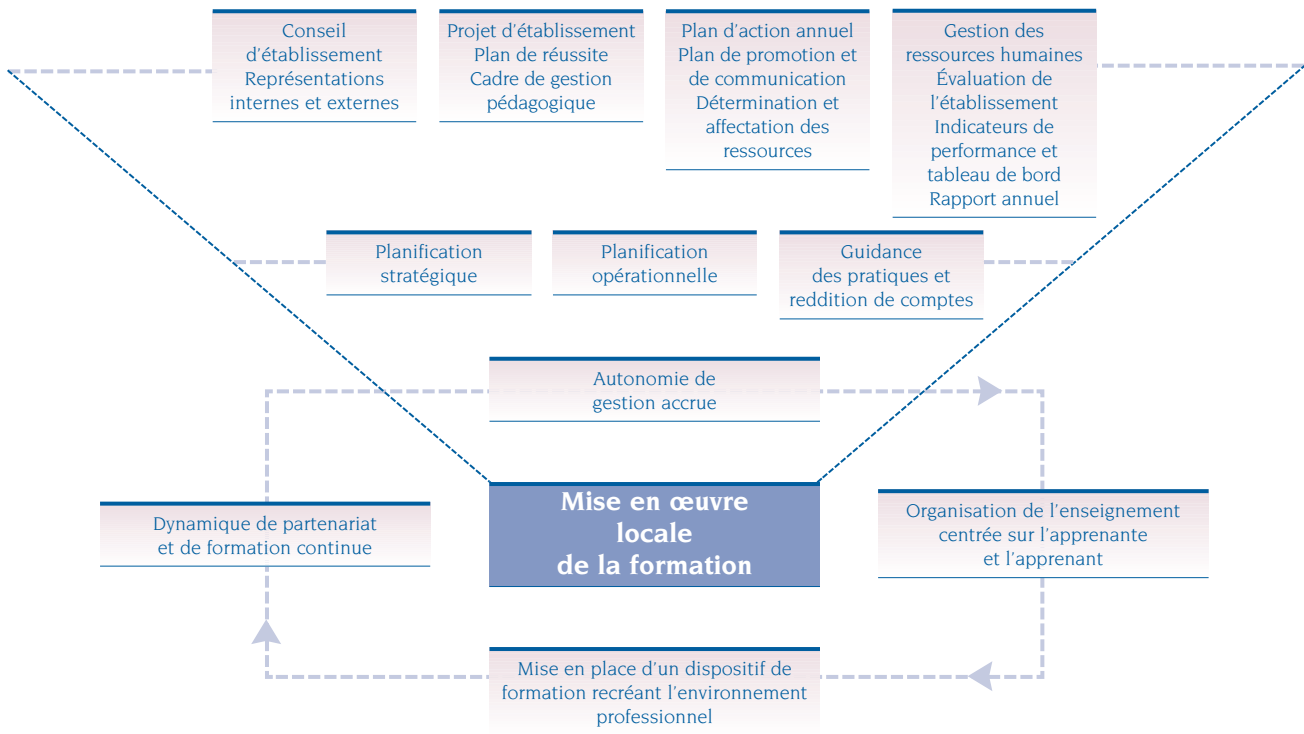 Conseil
d’établissement
Représentations
internes et externes
Projet d’établissement
Plan de réussite
Cadre de gestion
pédagogique
Plan d’action annuel
Plan de promotion et
de communication
Détermination et
affectation des
ressources
Gestion des
ressources humaines
Évaluation de
l’établissement
Indicateurs de
performance et
tableau de bord
Rapport annuel
Planification
stratégique
Planification
opérationnelle
Guidance
des pratiques et
reddition de comptes
Autonomie de
gestion accrue
Dynamique de partenariat
et de formation continue
Mise en œuvre
locale
de la formation
Organisation de l’enseignement
centrée sur l’apprenante
et l’apprenant
Mise en place d’un dispositif de
formation recréant l’environnement
professionnel